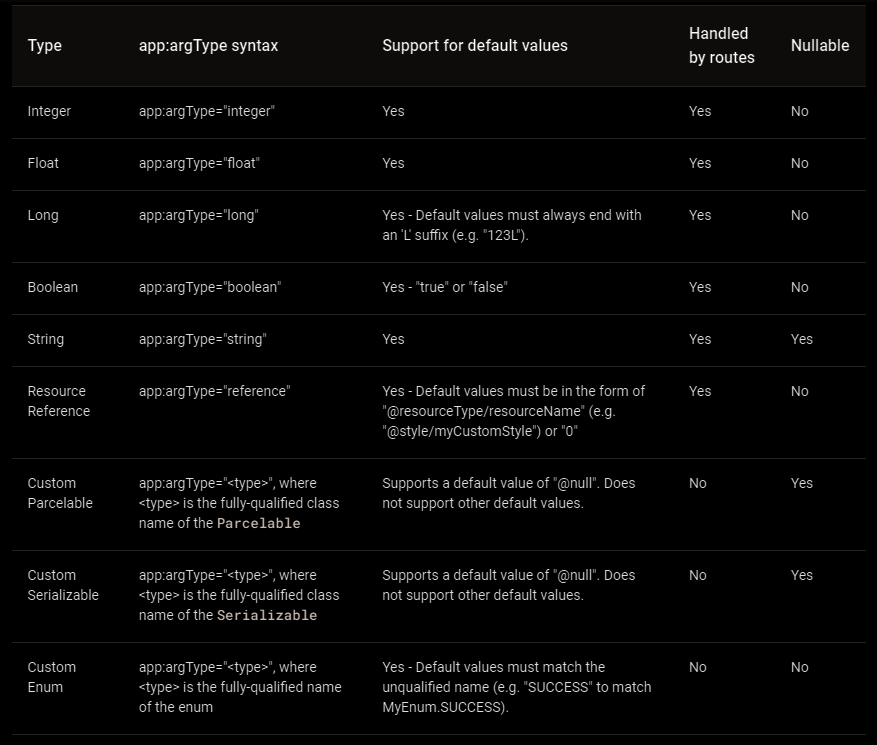 Type app:argType syntax Support for default values Handled by routes Nullable
Integer app:argType="integer" Yes Yes No
Float app:argType="float" Yes Yes No
Long app:argType="long" Yes - Default values must always end with Yes No
an 'L' suffix (e.g. "123L").
Boolean app:argType="boolean" Yes - "true" or "false" Yes No
String app:argType="string" Yes Yes Yes
Resource app:argType="reference" Yes - Default values must be in the form of Yes No
Reference "@resourceType/resourceName" (e.g.
"@style/myCustomStyle") or "0"
Custom app:argType="<type>", where Supports a default value of "@null". Does No Yes
Parcelable <type> is the fully-qualified class not support other default values.
name of the Parcelable
Custom app:argType="<type>", where Supports a default value of "@null". Does No Yes
Serializable <type> is the fully-qualified class not support other default values.
name of the Serializable
Custom app:argType="<type>", where Yes - Default values must match the No No
Enum <type> is the fully-qualified name unqualified name (e.g. "SUCCESS" to match
of the enum MyEnum.SUCCESS).